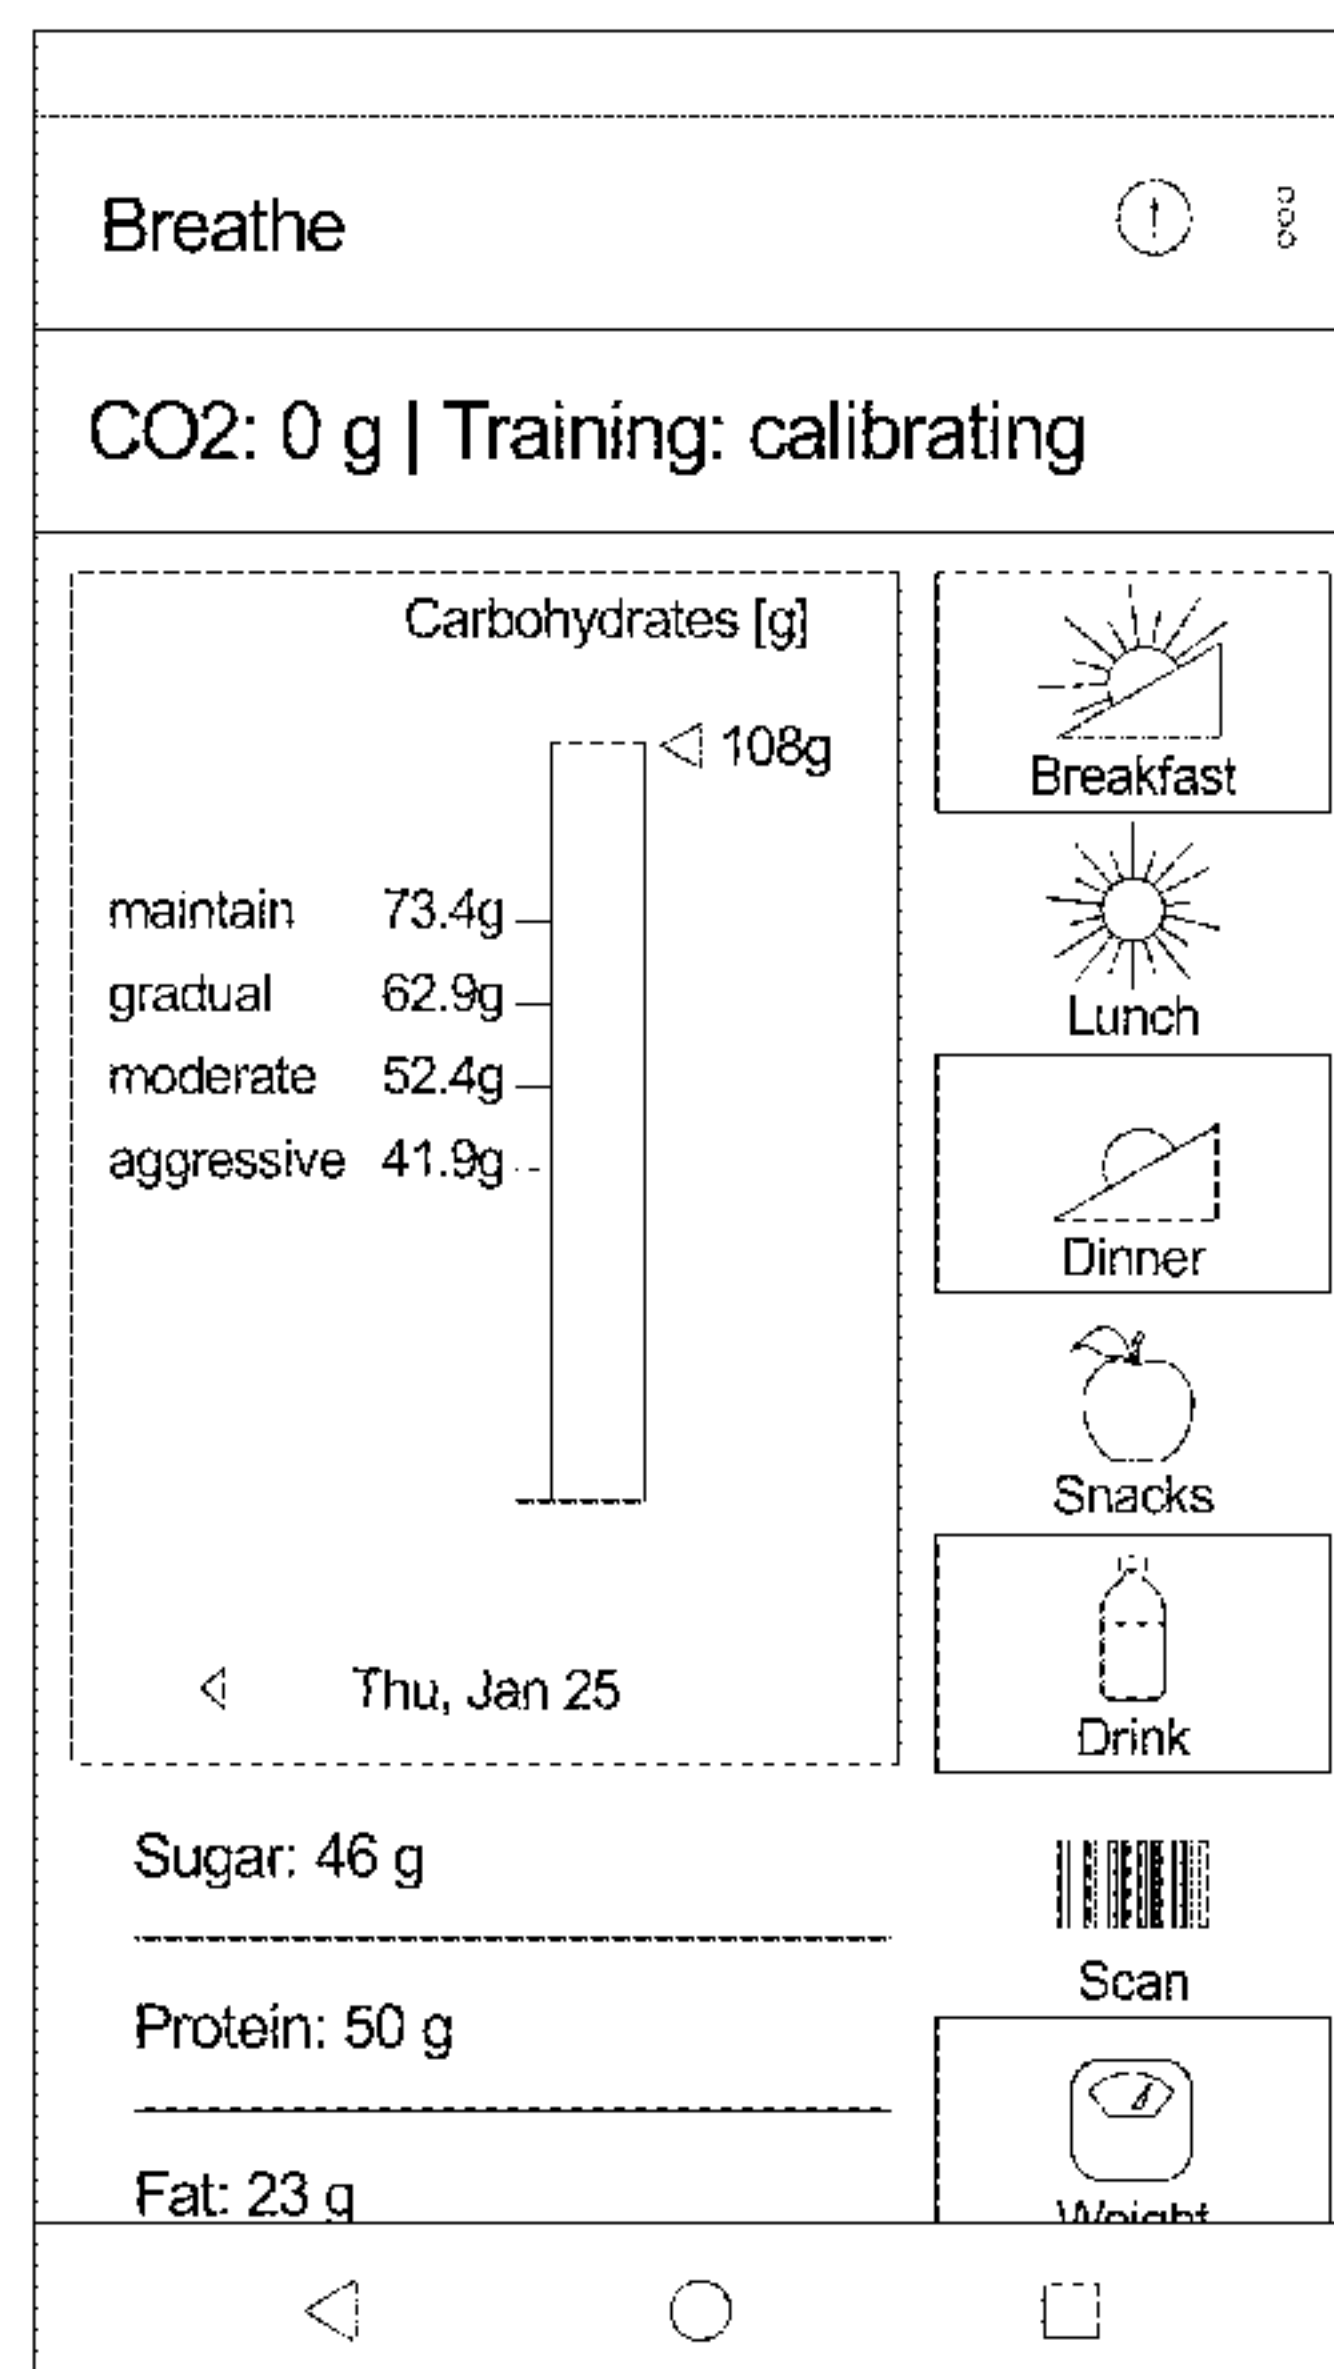 Breathe
CO2: 0 g | Training: calibrating
Carbohydrates [g]
108g
maintain 73.4g
gradual 62.9g
moderate 52.4g
aggressive 41.9g
Thu, Jan 25
Sugar: 46 g
Protein: 50 g
Fat: 23 g
Breakfast
Lunch
Dinner
Snacks
Drink
Scan
Weight